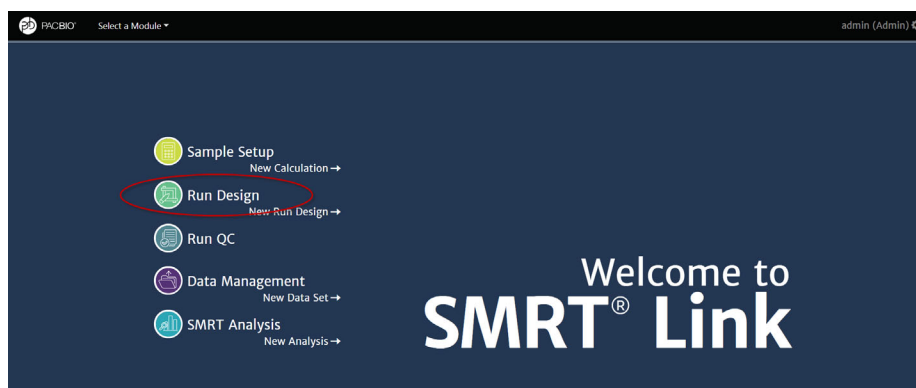 PACBIO® Select a Module
admin (Admin)
Sample Setup
New Calculation →
Run Design
New Run Design →
Run QC
Data Management
New Data Set →
SMRT Analysis
New Analysis →
Welcome to
SMRT® Link